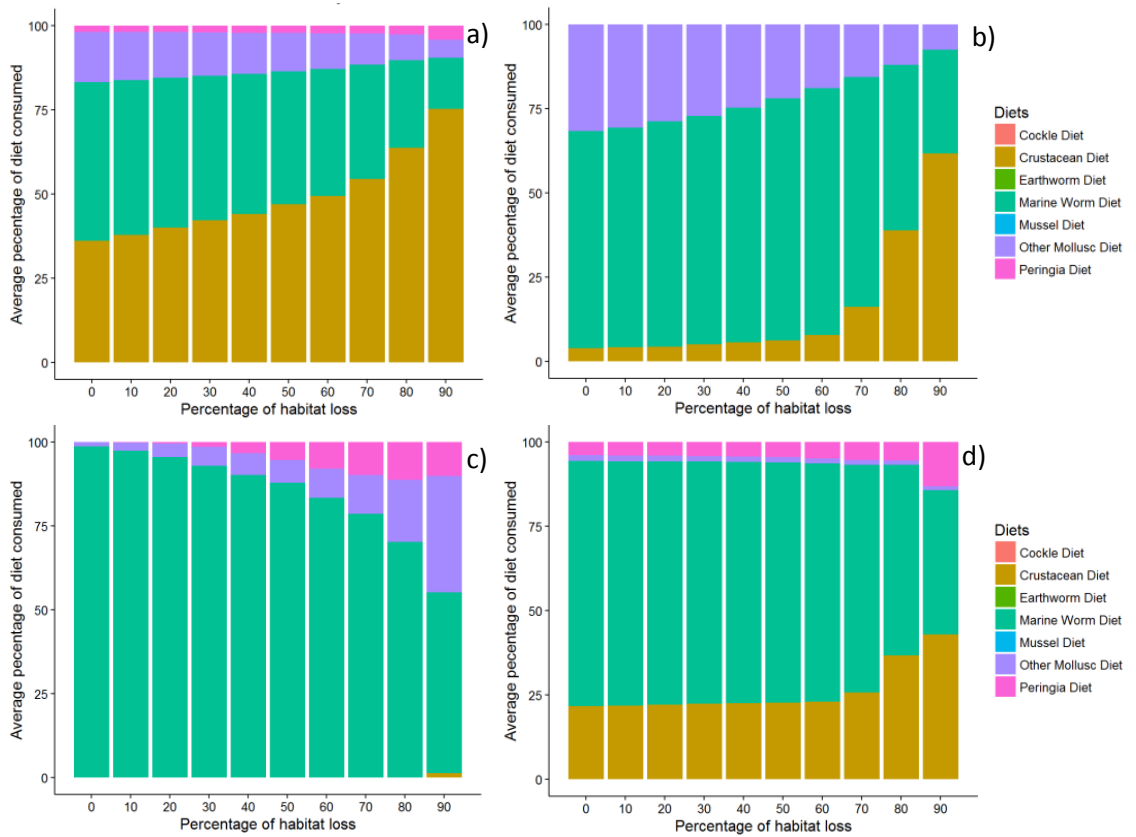 a)
100
75
50
25
0
Average pecentage of diet consumed
0 10 20 30 40 50 60 70 80 90
Percentage of habitat loss
b)
100
75
50
25
0
Average pecentage of diet consumed
0 10 20 30 40 50 60 70 80 90
Percentage of habitat loss
Diets
Cockle Diet
Crustacean Diet
Earthworm Diet
Marine Worm Diet
Mussel Diet
Other Mollusc Diet
Peringia Diet
c)
100
75
50
25
0
Average pecentage of diet consumed
0 10 20 30 40 50 60 70 80 90
Percentage of habitat loss
d)
100
75
50
25
0
Average pecentage of diet consumed
0 10 20 30 40 50 60 70 80 90
Percentage of habitat loss
Diets
Cockle Diet
Crustacean Diet
Earthworm Diet
Marine Worm Diet
Mussel Diet
Other Mollusc Diet
Peringia Diet